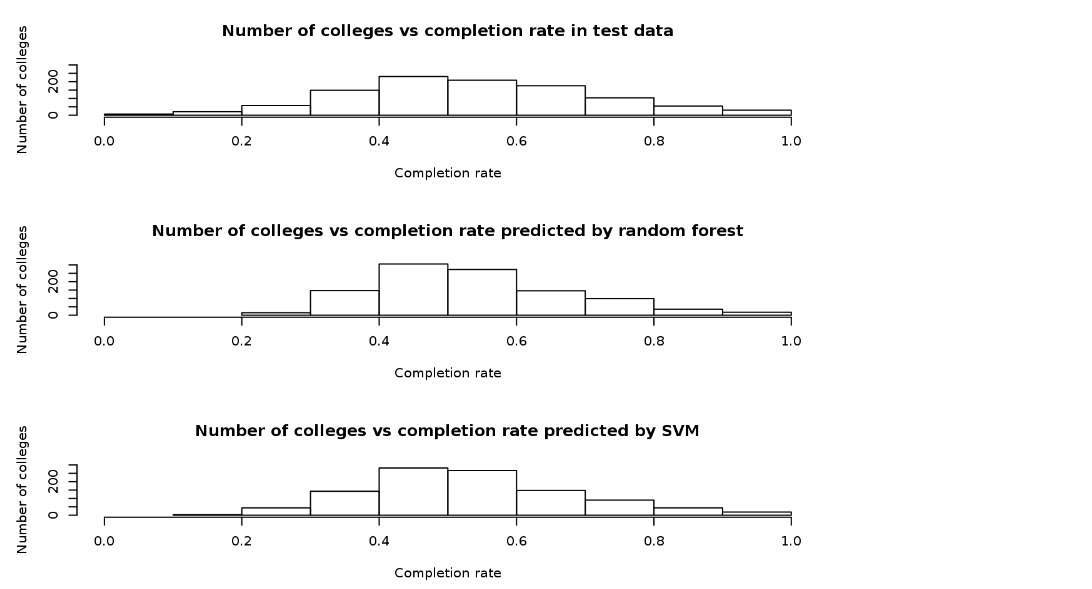 Number of colleges vs completion rate in test data
Number of colleges
200
0
0.0 0.2 0.4 0.6 0.8 1.0
Completion rate
Number of colleges vs completion rate predicted by random forest
Number of colleges
200
0
0.0 0.2 0.4 0.6 0.8 1.0
Completion rate
Number of colleges vs completion rate predicted by SVM
Number of colleges
200
0
0.0 0.2 0.4 0.6 0.8 1.0
Completion rate